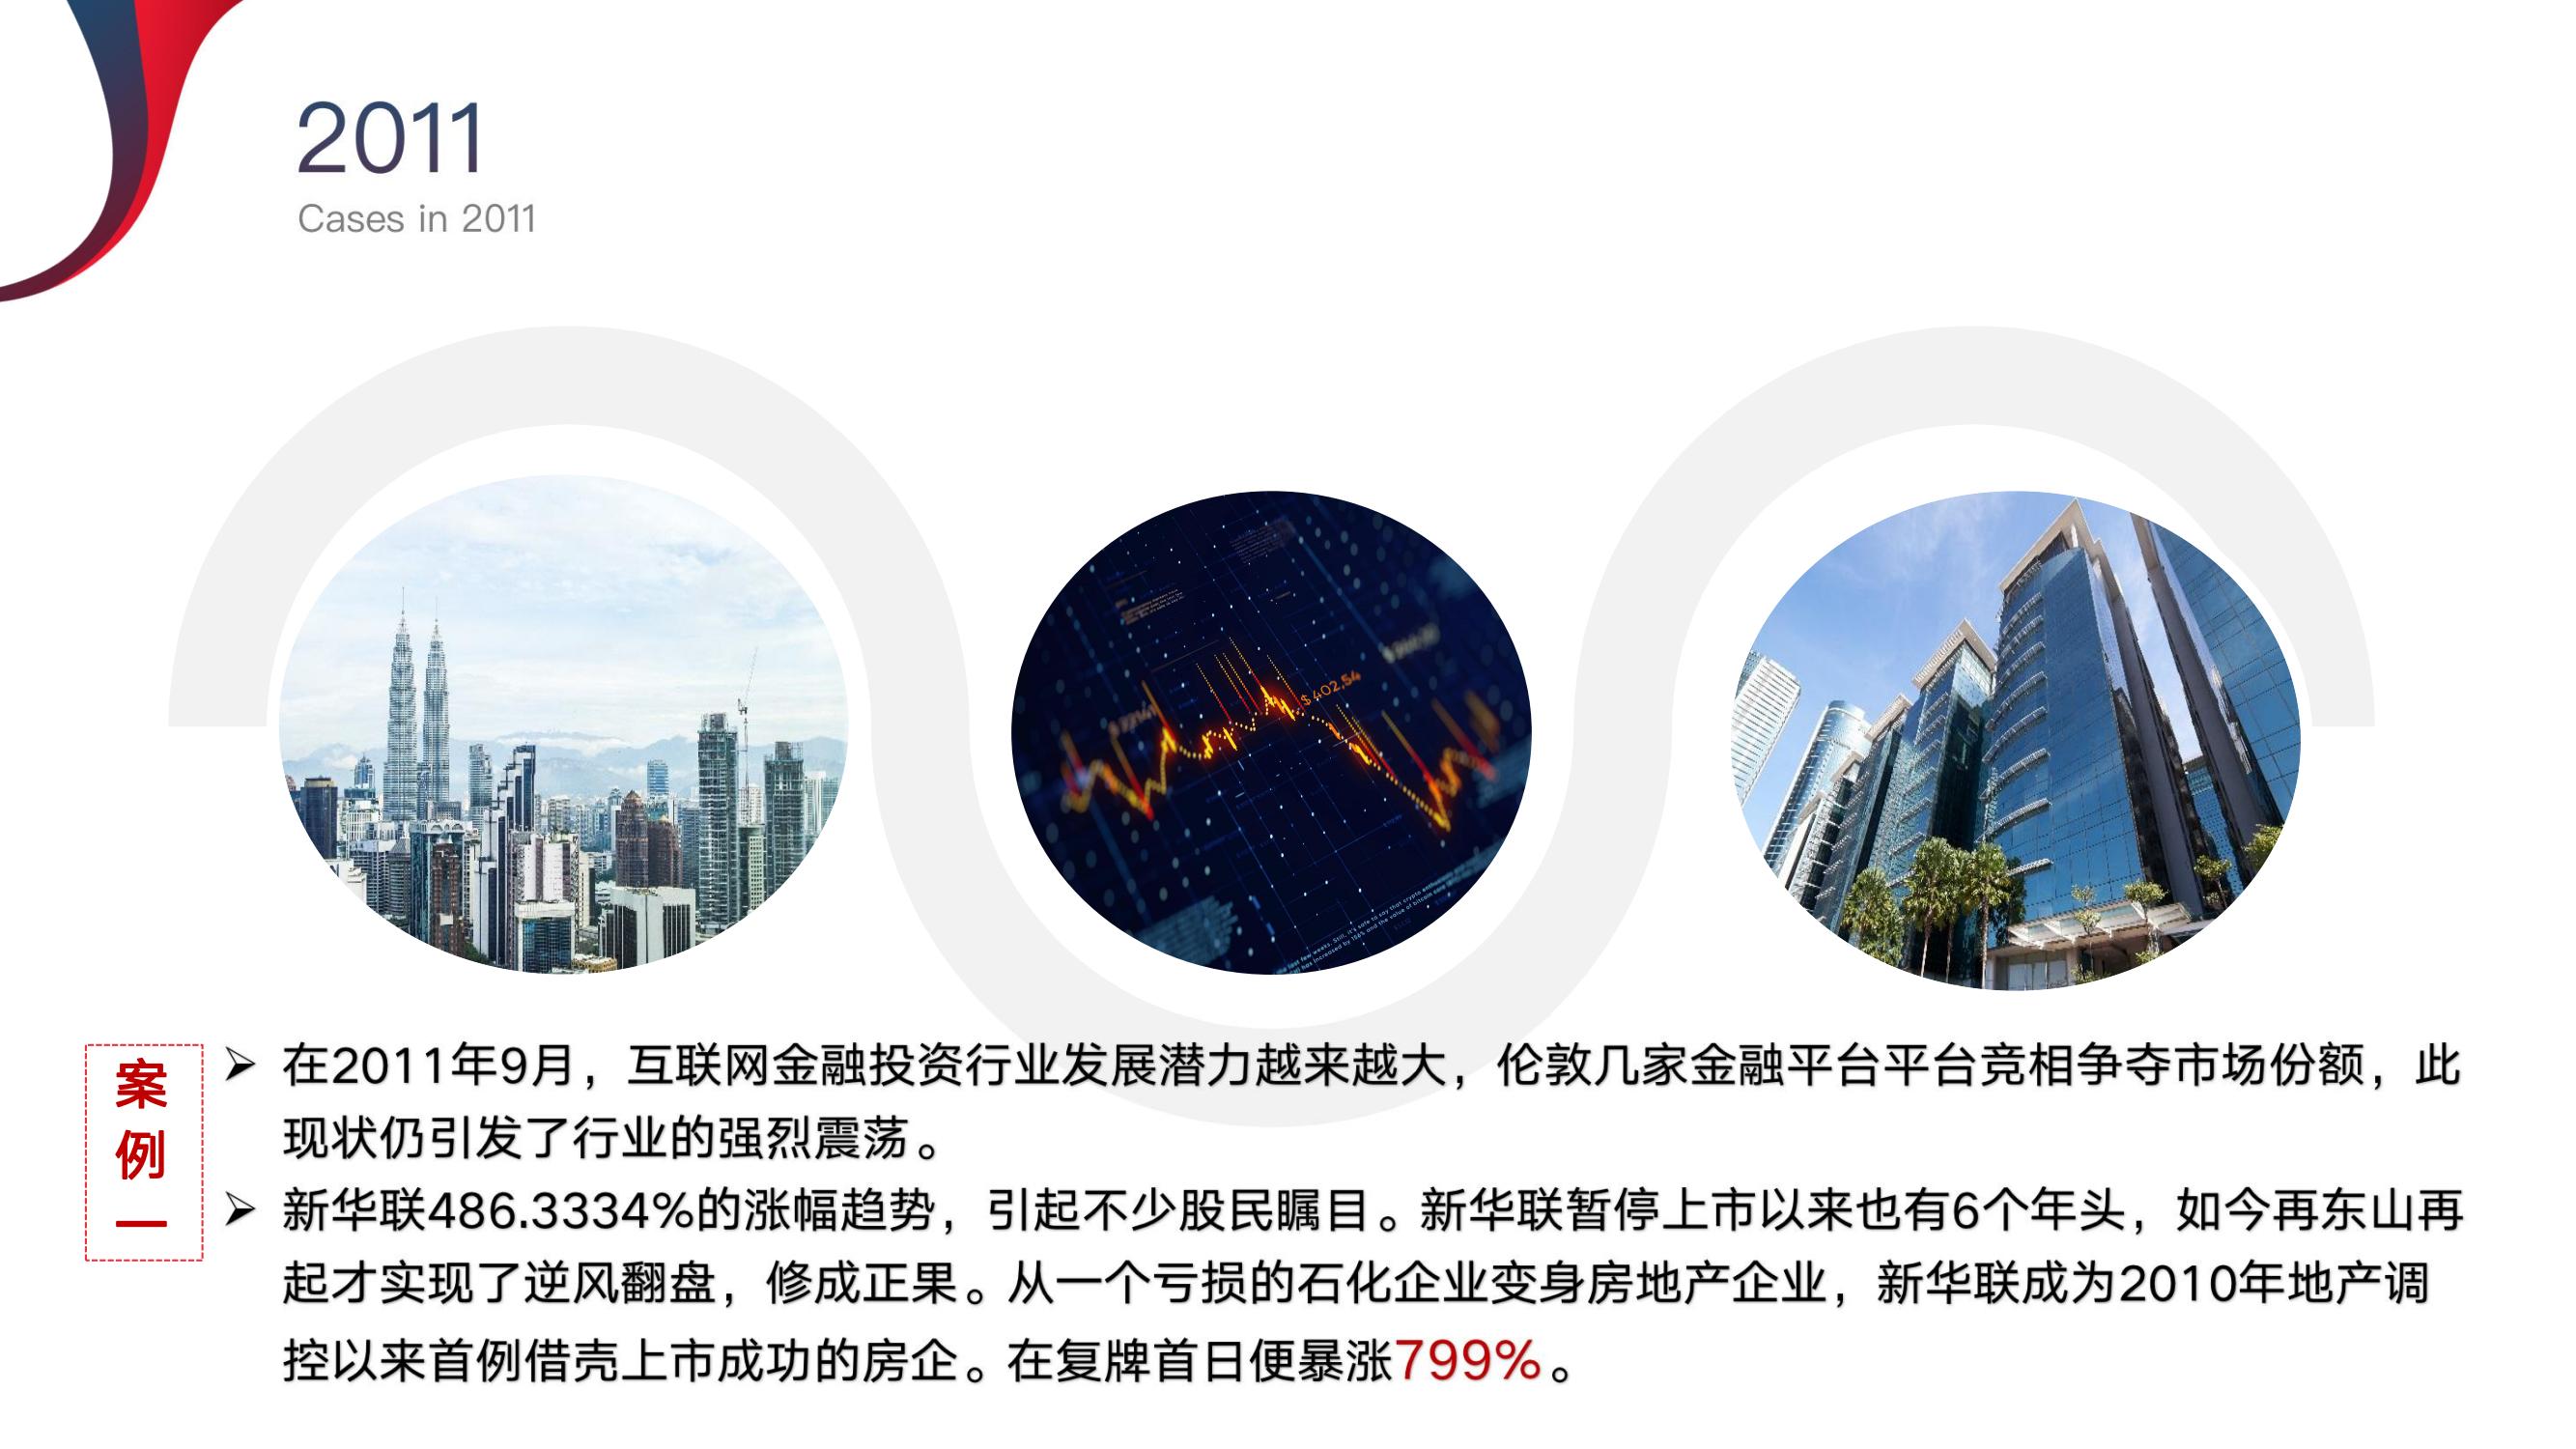 2011
Cases in 2011
$ 402,54
案
例
一
➢ 在2011年9月，互联网金融投资行业发展潜力越来越大，伦敦几家金融平台平台竞相争夺市场份额，此
现状仍引发了行业的强烈震荡。
➢ 新华联486.3334%的涨幅趋势，引起不少股民瞩目。新华联暂停上市以来也有6个年头，如今再东山再
起才实现了逆风翻盘，修成正果。从一个亏损的石化企业变身房地产企业，新华联成为2010年地产调
控以来首例借壳上市成功的房企。在复牌首日便暴涨799%。